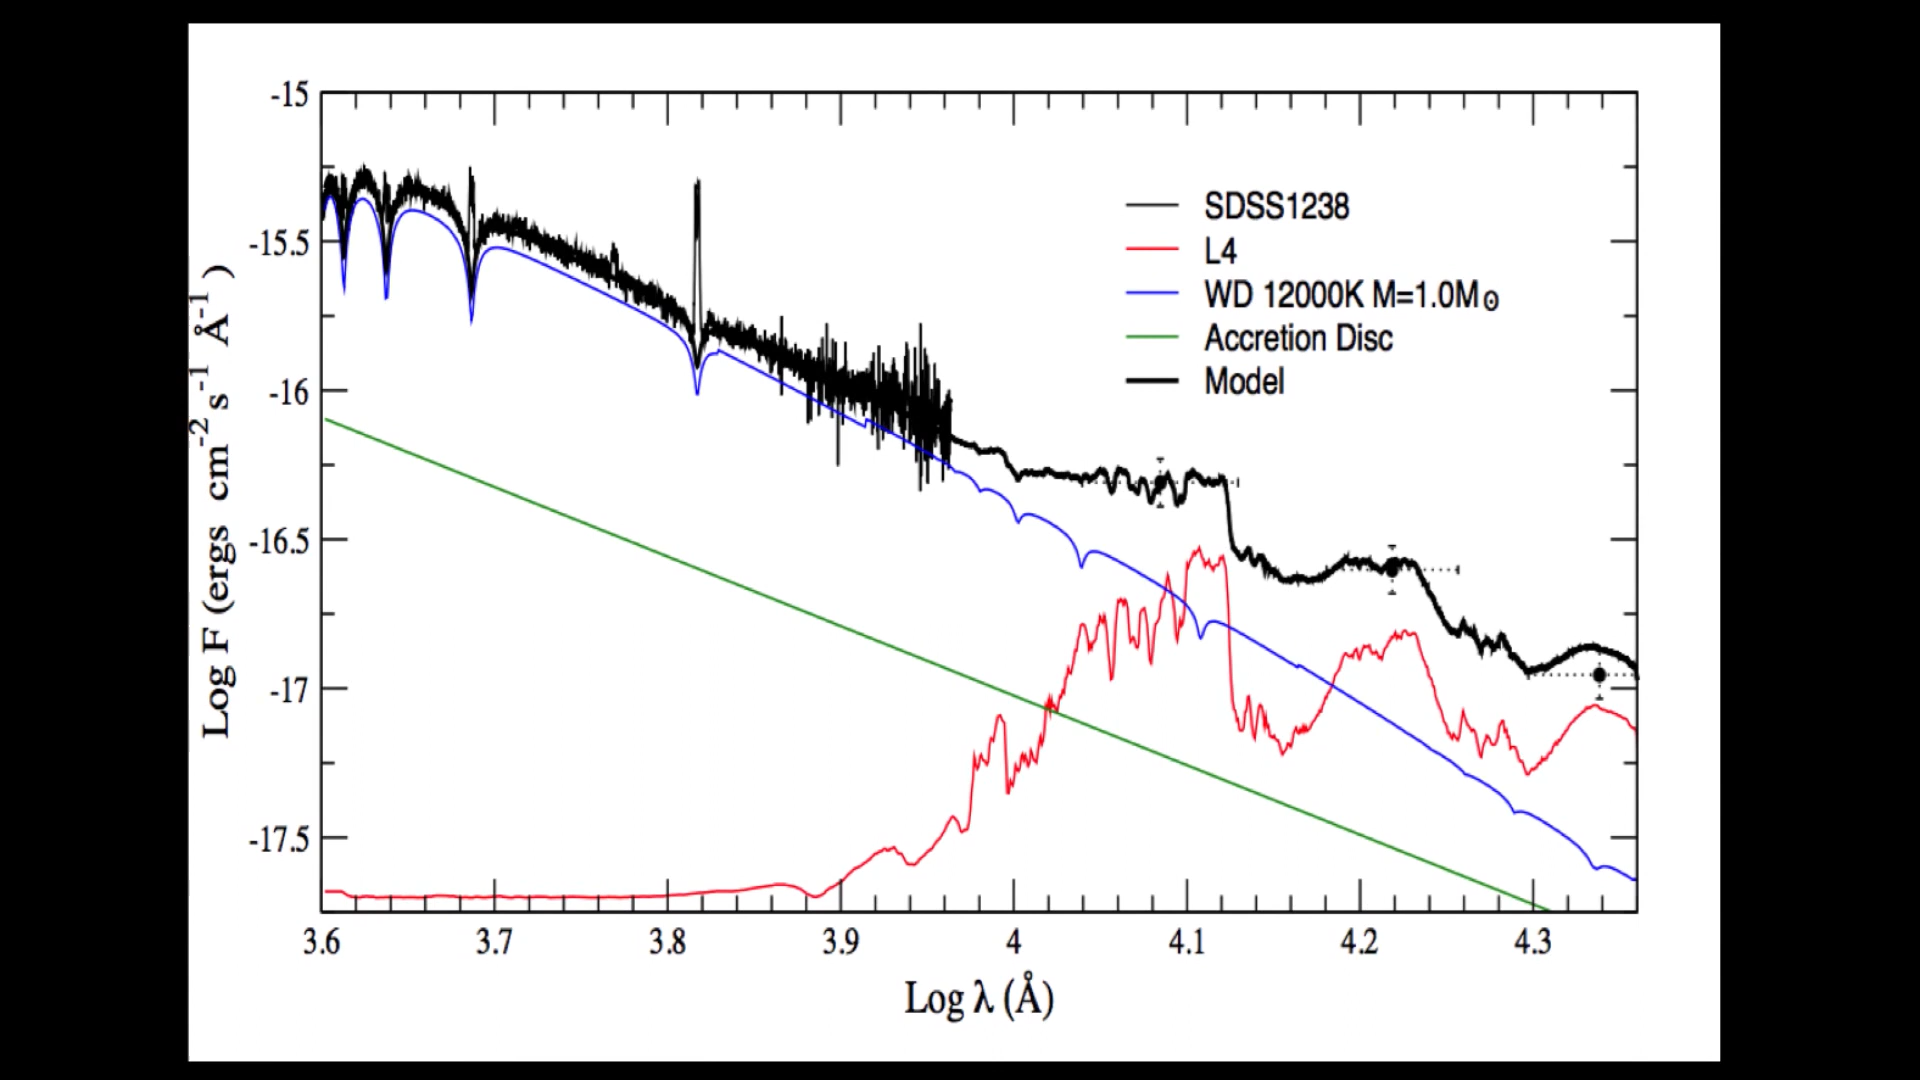 -15
-15.5
-16
-16.5
-17
-17.5
Log F (ergs cm-2 s-1 Å-1)
SDSS1238
L4
WD 12000K M=1.0M⊙
Accretion Disc
Model
3.6 3.7 3.8 3.9 4 4.1 4.2 4.3
Log λ (Å)